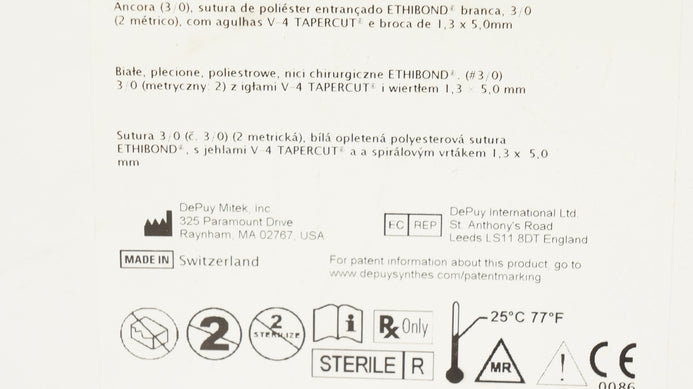 Ancora (3/0), sutura de poliéster entrançado ETHIBOND® branca, 3/0
(2 métrico), com agulhas V-4 TAPERCUT® e broca de 1,3 x 5,0mm
Białe, plecione, poliestrowe, nici chirurgiczne ETHIBOND®. (#3/0)
3/0 (metryczny: 2) z igłami V-4 TAPERCUT® i wiertłem 1,3 x 5,0 mm
Sutura 3/0 (č. 3/0) (2 metrická), bílá opletená polyesterová sutura
ETHIBOND®, s jehlami V-4 TAPERCUT® a a spirálovým vrtákem 1,3 x 5,0
mm
DePuy Mitek, Inc.
325 Paramount Drive
Raynham, MA 02767, USA
EC REP
DePuy International Ltd.
St. Anthony's Road
Leeds LS11 8DT England
MADE IN Switzerland
For patent information about this product, go to
www.depuysynthes.com/patentmarking
2
2
STERILIZE
i
Rx Only
STERILE R
25°C 77°F
MR
!
CE
0086